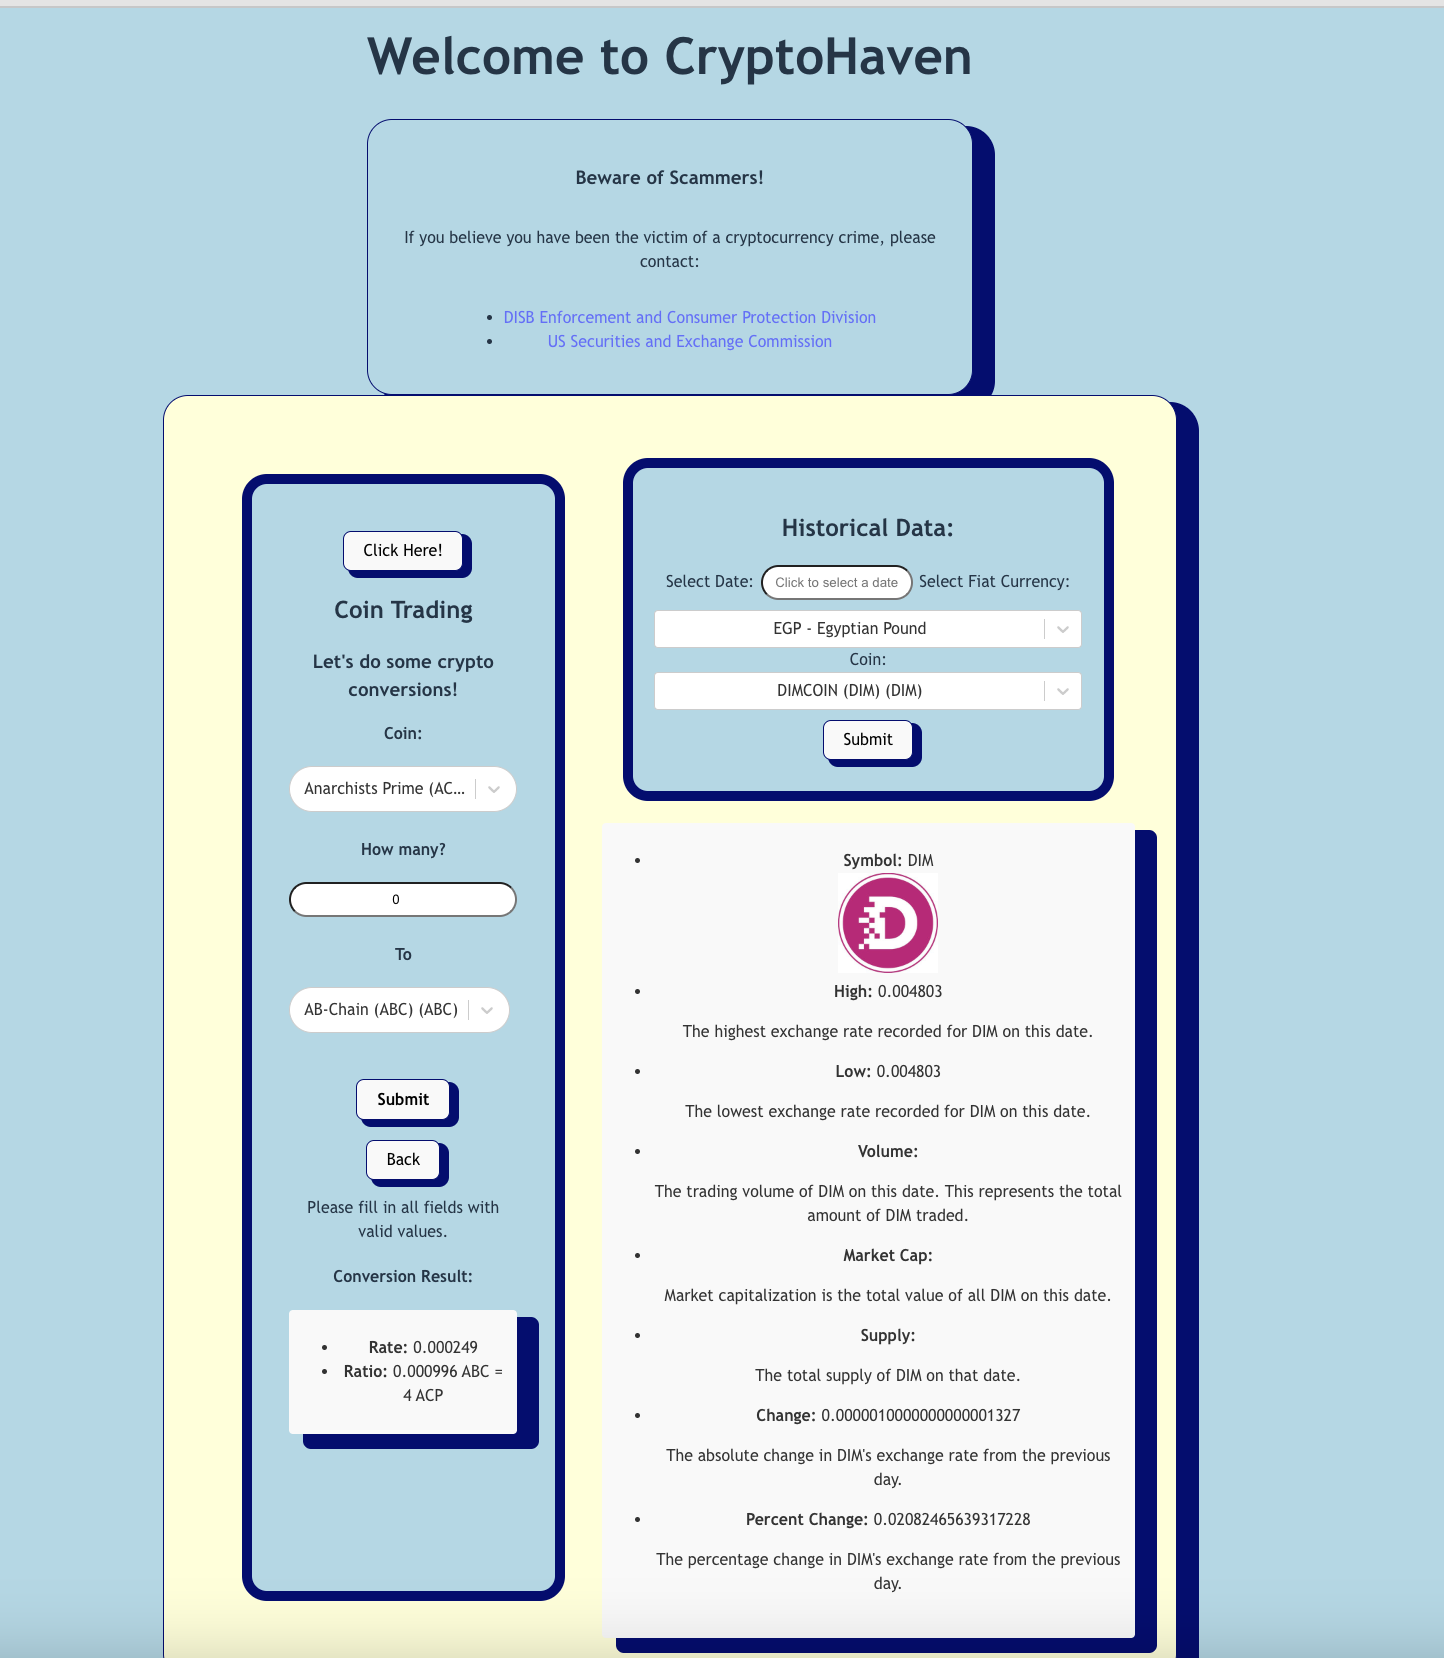 Welcome to CryptoHaven
Beware of Scammers!
If you believe you have been the victim of a cryptocurrency crime, please
contact:
• DISB Enforcement and Consumer Protection Division
• US Securities and Exchange Commission
Click Here!
Coin Trading
Let's do some crypto
conversions!
Coin:
Anarchists Prime (AC...
How many?
0
To
AB-Chain (ABC) (ABC)
Submit
Back
Please fill in all fields with
valid values.
Conversion Result:
• Rate: 0.000249
• Ratio: 0.000996 ABC =
4 ACP
Historical Data:
Select Date: Click to select a date Select Fiat Currency:
EGP - Egyptian Pound
Coin:
DIMCOIN (DIM) (DIM)
Submit
• Symbol: DIM
D
• High: 0.004803
The highest exchange rate recorded for DIM on this date.
• Low: 0.004803
The lowest exchange rate recorded for DIM on this date.
• Volume:
The trading volume of DIM on this date. This represents the total
amount of DIM traded.
• Market Cap:
Market capitalization is the total value of all DIM on this date.
• Supply:
The total supply of DIM on that date.
• Change: 0.0000010000000000001327
The absolute change in DIM's exchange rate from the previous
day.
• Percent Change: 0.02082465639317228
The percentage change in DIM's exchange rate from the previous
day.